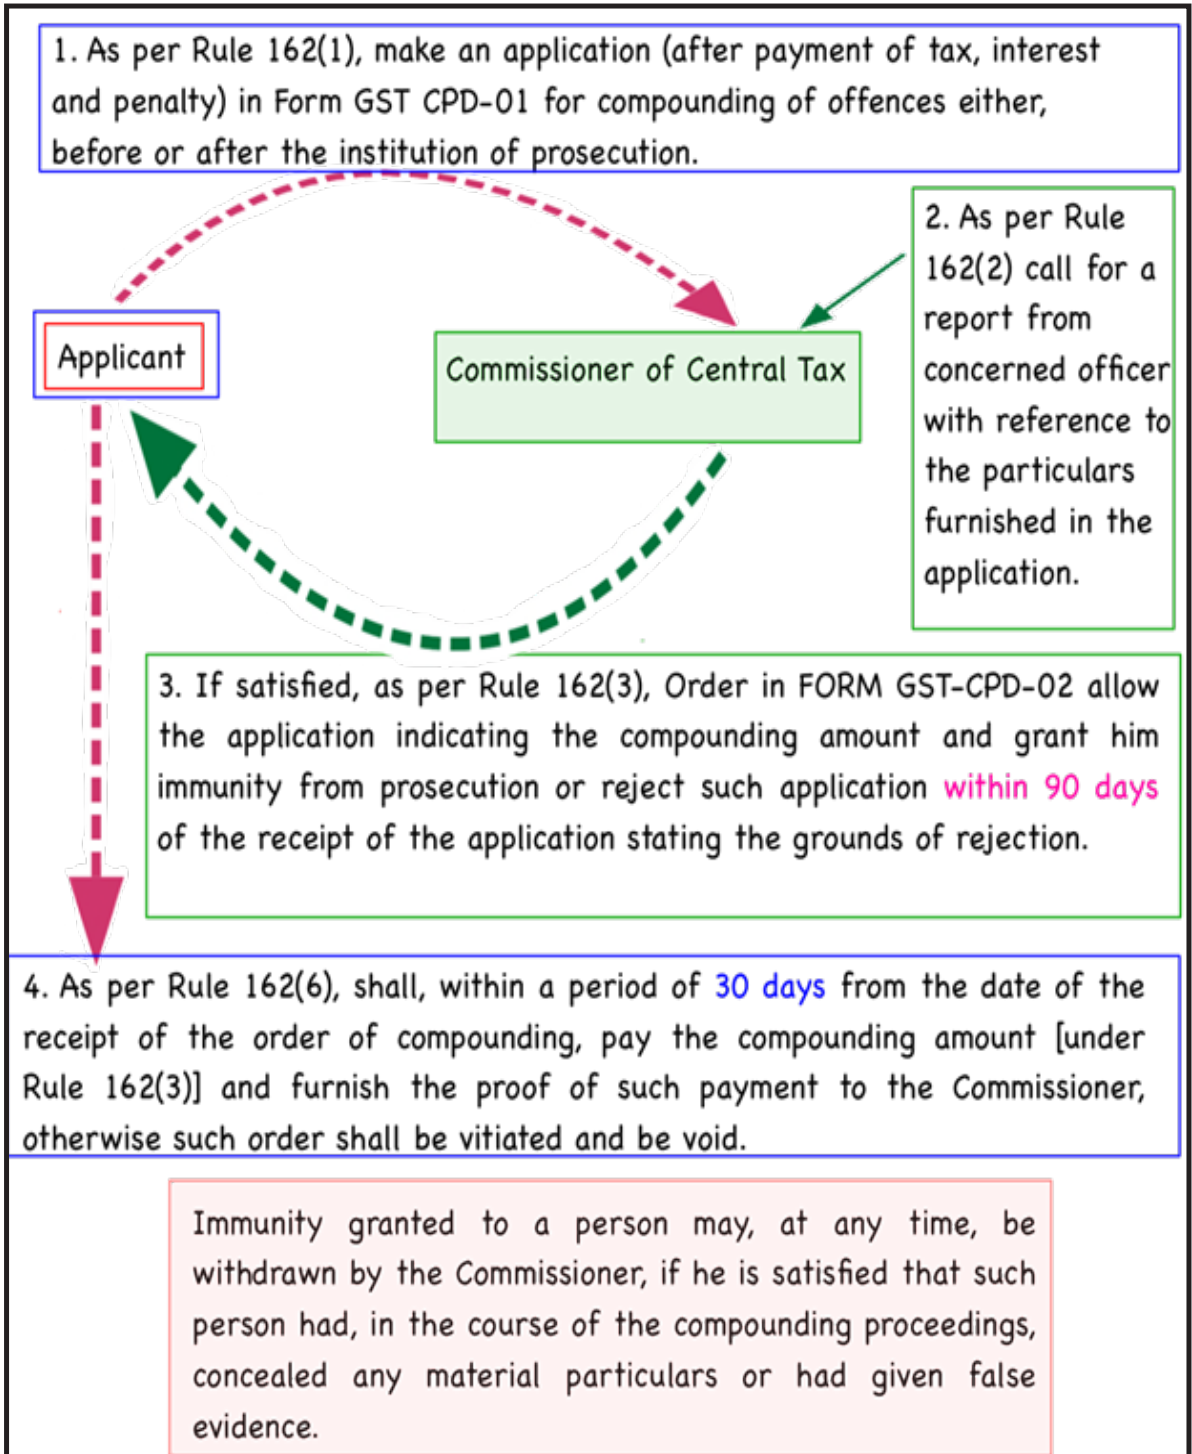 1. As per Rule 162(1), make an application (after payment of tax, interest
and penalty) in Form GST CPD-01 for compounding of offences either,
before or after the institution of prosecution.
2. As per Rule
162(2) call for a
report from
concerned officer
with reference to
the particulars
furnished in the
application.
Applicant
Commissioner of Central Tax
3. If satisfied, as per Rule 162(3), Order in FORM GST-CPD-02 allow
the application indicating the compounding amount and grant him
immunity from prosecution or reject such application within 90 days
of the receipt of the application stating the grounds of rejection.
4. As per Rule 162(6), shall, within a period of 30 days from the date of the
receipt of the order of compounding, pay the compounding amount [under
Rule 162(3)] and furnish the proof of such payment to the Commissioner,
otherwise such order shall be vitiated and be void.
Immunity granted to a person may, at any time, be
withdrawn by the Commissioner, if he is satisfied that such
person had, in the course of the compounding proceedings,
concealed any material particulars or had given false
evidence.